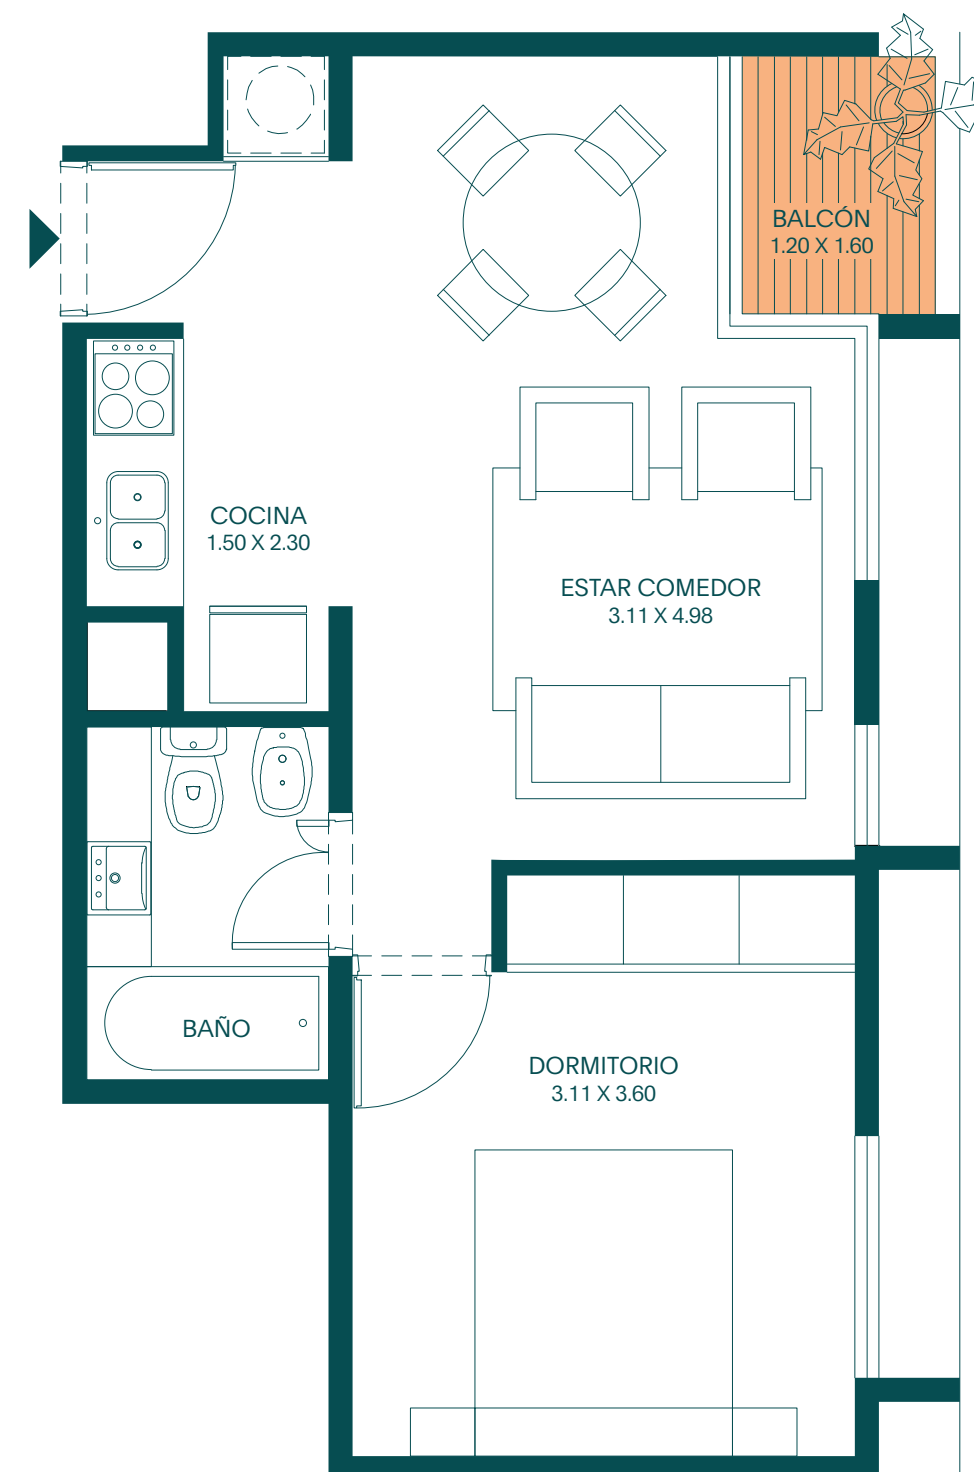 BALCÓN
1.20 X 1.60
COCINA
1.50 X 2.30
ESTAR COMEDOR
3.11 X 4.98
BAÑO
DORMITORIO
3.11 X 3.60